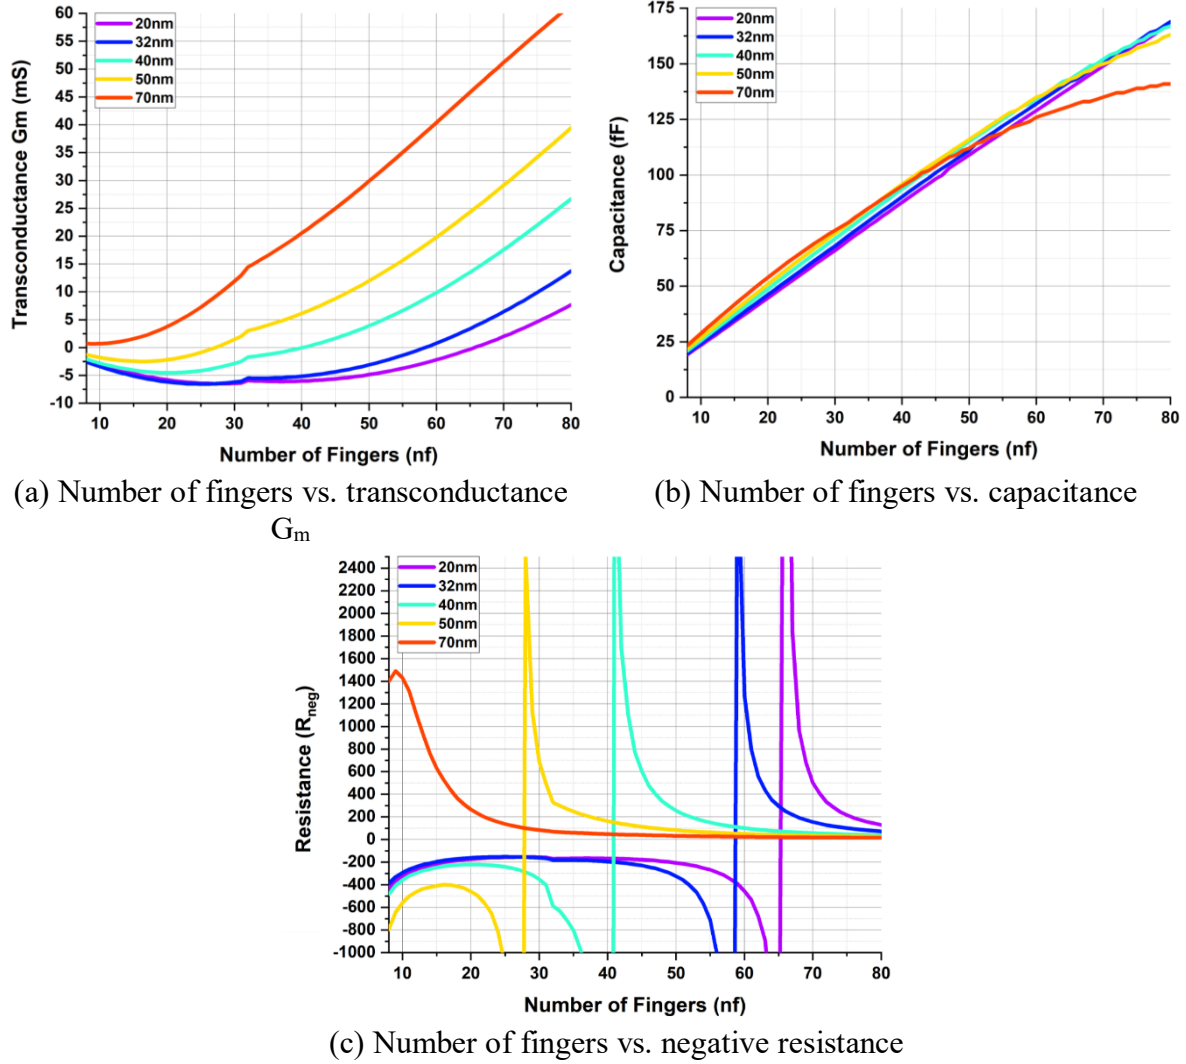 60
55
50
45
40
35
30
25
20
15
10
5
0
-5
-10
Transconductance Gm (mS)
20nm
32nm
40nm
50nm
70nm
10 20 30 40 50 60 70 80
Number of Fingers (nf)
(a) Number of fingers vs. transconductance
Gm
175
150
125
100
75
50
25
0
Capacitance (fF)
20nm
32nm
40nm
50nm
70nm
10 20 30 40 50 60 70 80
Number of Fingers (nf)
(b) Number of fingers vs. capacitance
2400
2200
2000
1800
1600
1400
1200
1000
800
600
400
200
0
-200
-400
-600
-800
-1000
Resistance (Rneg)
20nm
32nm
40nm
50nm
70nm
10 20 30 40 50 60 70 80
Number of Fingers (nf)
(c) Number of fingers vs. negative resistance